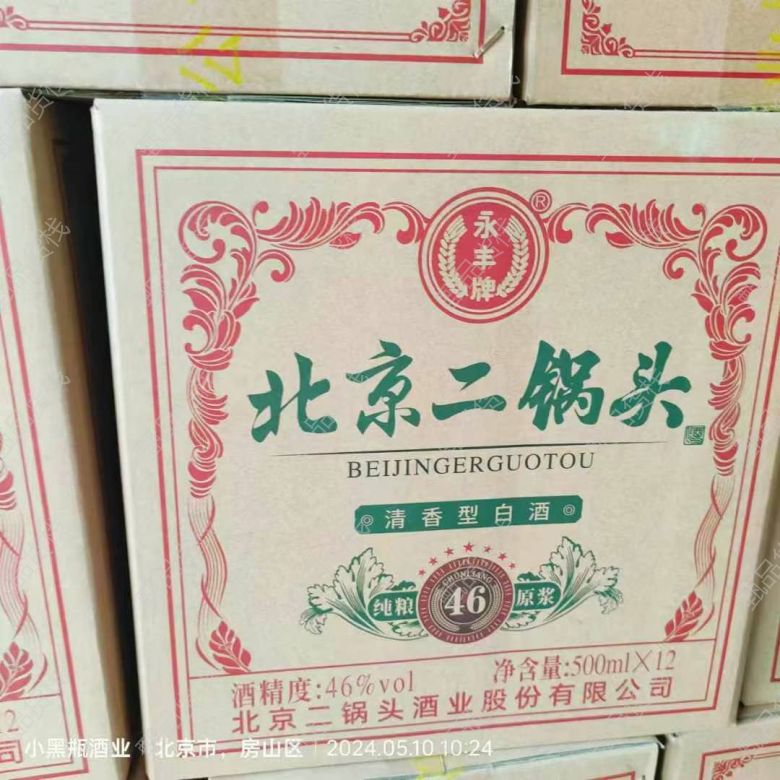 永
丰
牌
®
北京二锅头
BEIJINGERGUOTOU
清香型白酒
CHUNLIANG
纯粮 46 原浆
酒精度:46%vol 净含量:500ml×12
北京二锅头酒业股份有限公司
小黑瓶酒业 北京市,房山区 2024.05.10 10:24